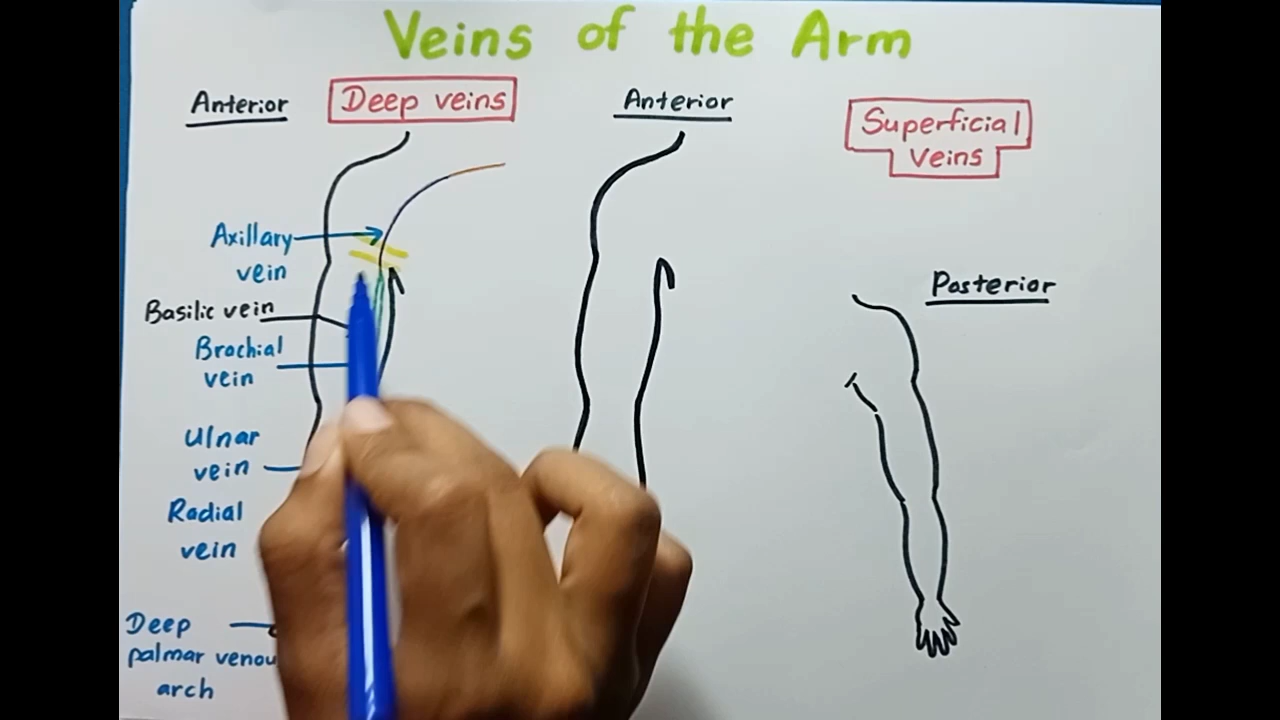 Veins of the Arm
Anterior
Deep veins
Anterior
Superficial
Veins
Axillary
vein
Basilic vein
Brachial
vein
Ulnar
vein
Radial
vein
Deep
palmar
arch
Posterior